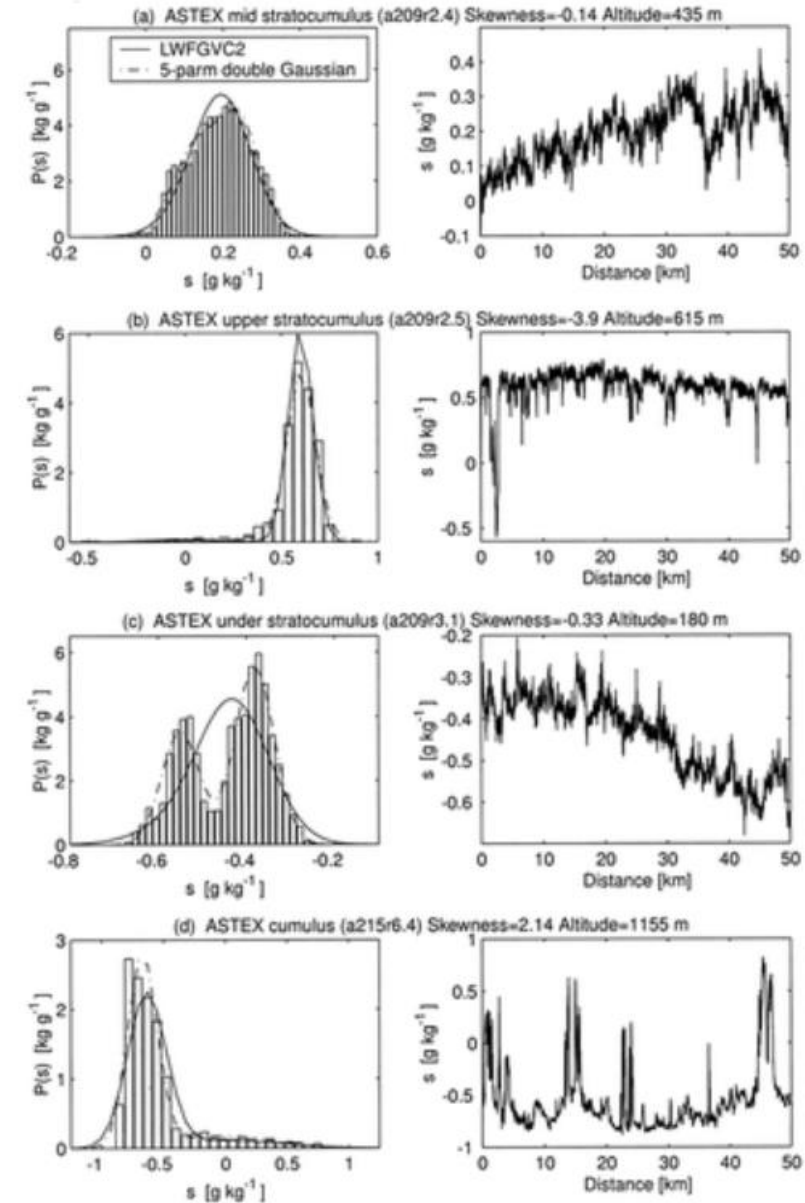 (a) ASTEX mid stratocumulus (a209r2.4) Skewness=-0.14 Altitude=435 m
LWFGVC2
5-parm double Gaussian
6
4
2
0
P(s) [kg g-1]
-0.2 0 0.2 0.4 0.6
s [g kg-1]
0.4
0.3
0.2
0.1
0
-0.1
s [g kg-1]
0 10 20 30 40 50
Distance [km]
(b) ASTEX upper stratocumulus (a209r2.5) Skewness=-3.9 Altitude=615 m
6
4
2
0
P(s) [kg g-1]
-0.5 0 0.5 1
s [g kg-1]
1
0.5
0
-0.5
s [g kg-1]
0 10 20 30 40 50
Distance [km]
(c) ASTEX under stratocumulus (a209r3.1) Skewness=-0.33 Altitude=180 m
6
4
2
0
P(s) [kg g-1]
-0.8 -0.6 -0.4 -0.2
s [g kg-1]
-0.2
-0.3
-0.4
-0.5
-0.6
s [g kg-1]
0 10 20 30 40 50
Distance [km]
(d) ASTEX cumulus (a215r6.4) Skewness=2.14 Altitude=1155 m
3
2
1
0
P(s) [kg g-1]
-1 -0.5 0 0.5 1
s [g kg-1]
1
0.5
0
-0.5
-1
s [g kg-1]
0 10 20 30 40 50
Distance [km]